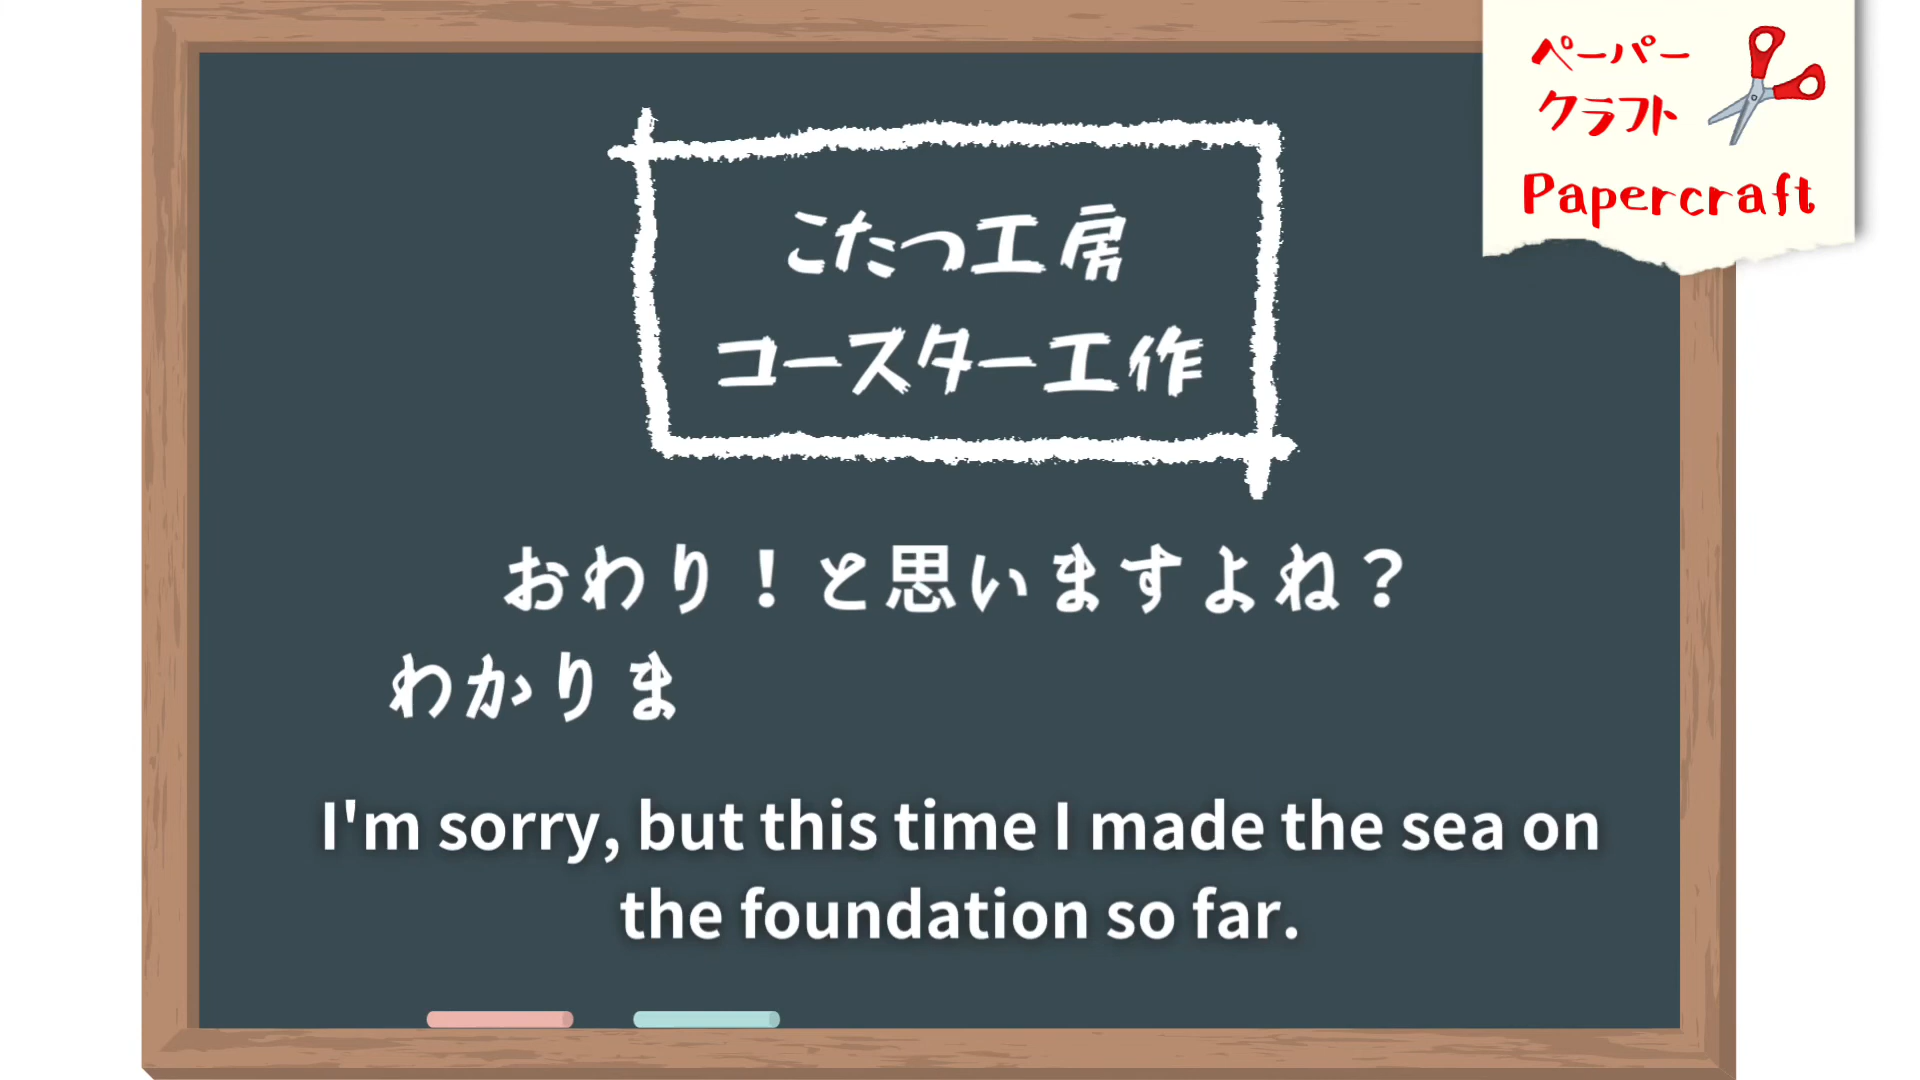 ペーパー
クラフト
Papercraft
こたつ工房
コースター工作
おわり！と思いますよね？
わかりま
I'm sorry, but this time I made the sea on
the foundation so far.